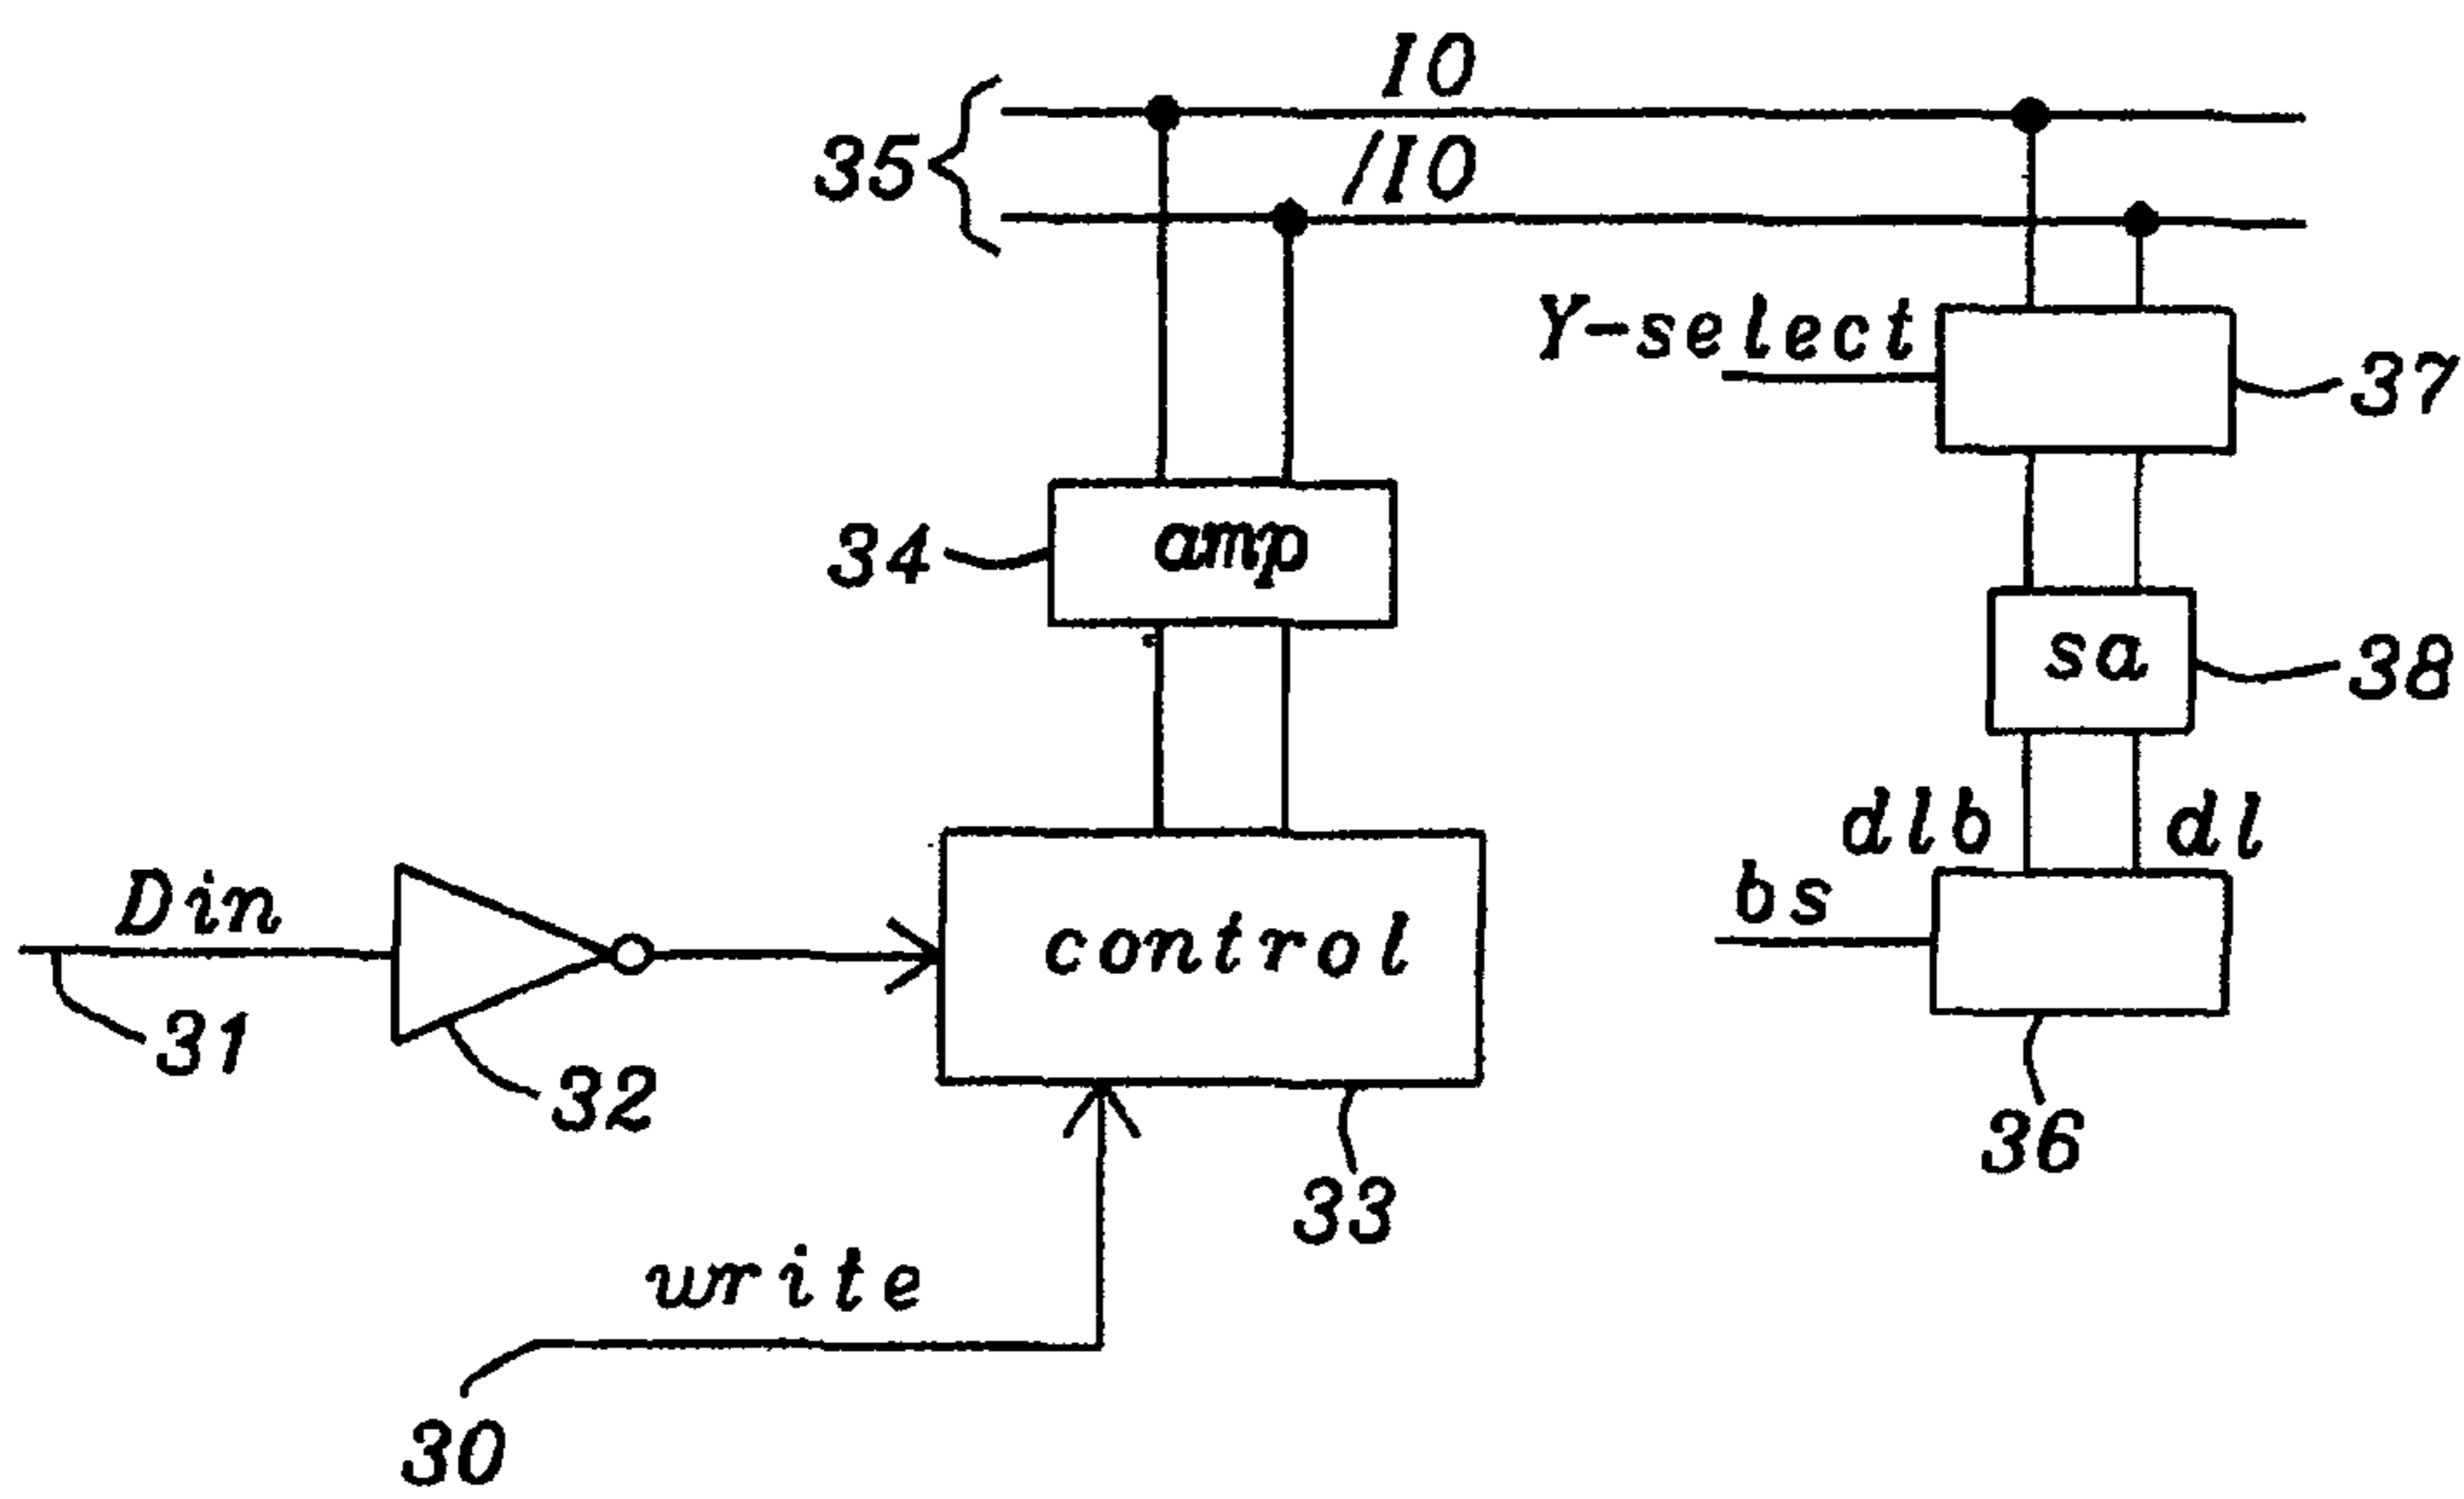 IO
35
/IO
Y-select
37
34
amp
sa
38
dlb
dl
bs
Din
control
31
32
36
33
write
30